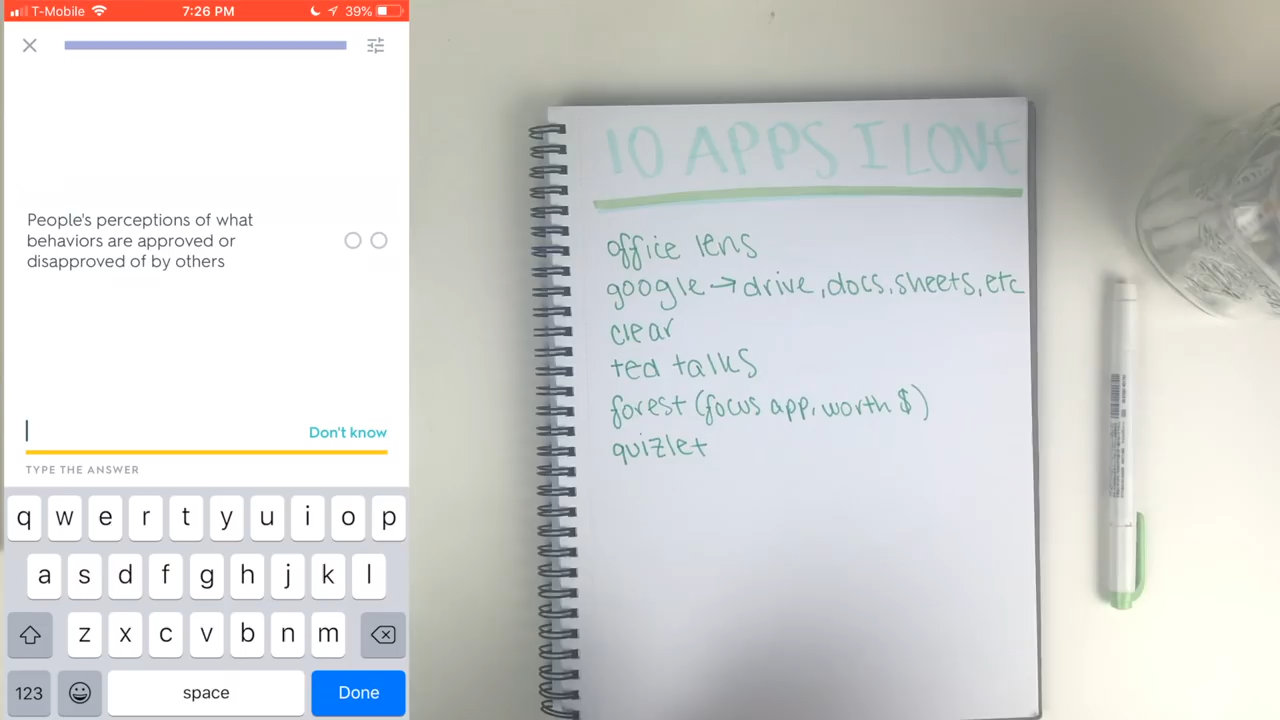 T-Mobile 7:26 PM 39%
People's perceptions of what
behaviors are approved or
disapproved of by others
Don't know
TYPE THE ANSWER
q w e r t y u i o p
a s d f g h j k l
z x c v b n m
123 space Done
10 APPS I LOVE
office lens
google → drive, docs, sheets, etc
clear
ted talks
forest (focus app, worth $)
quizlet